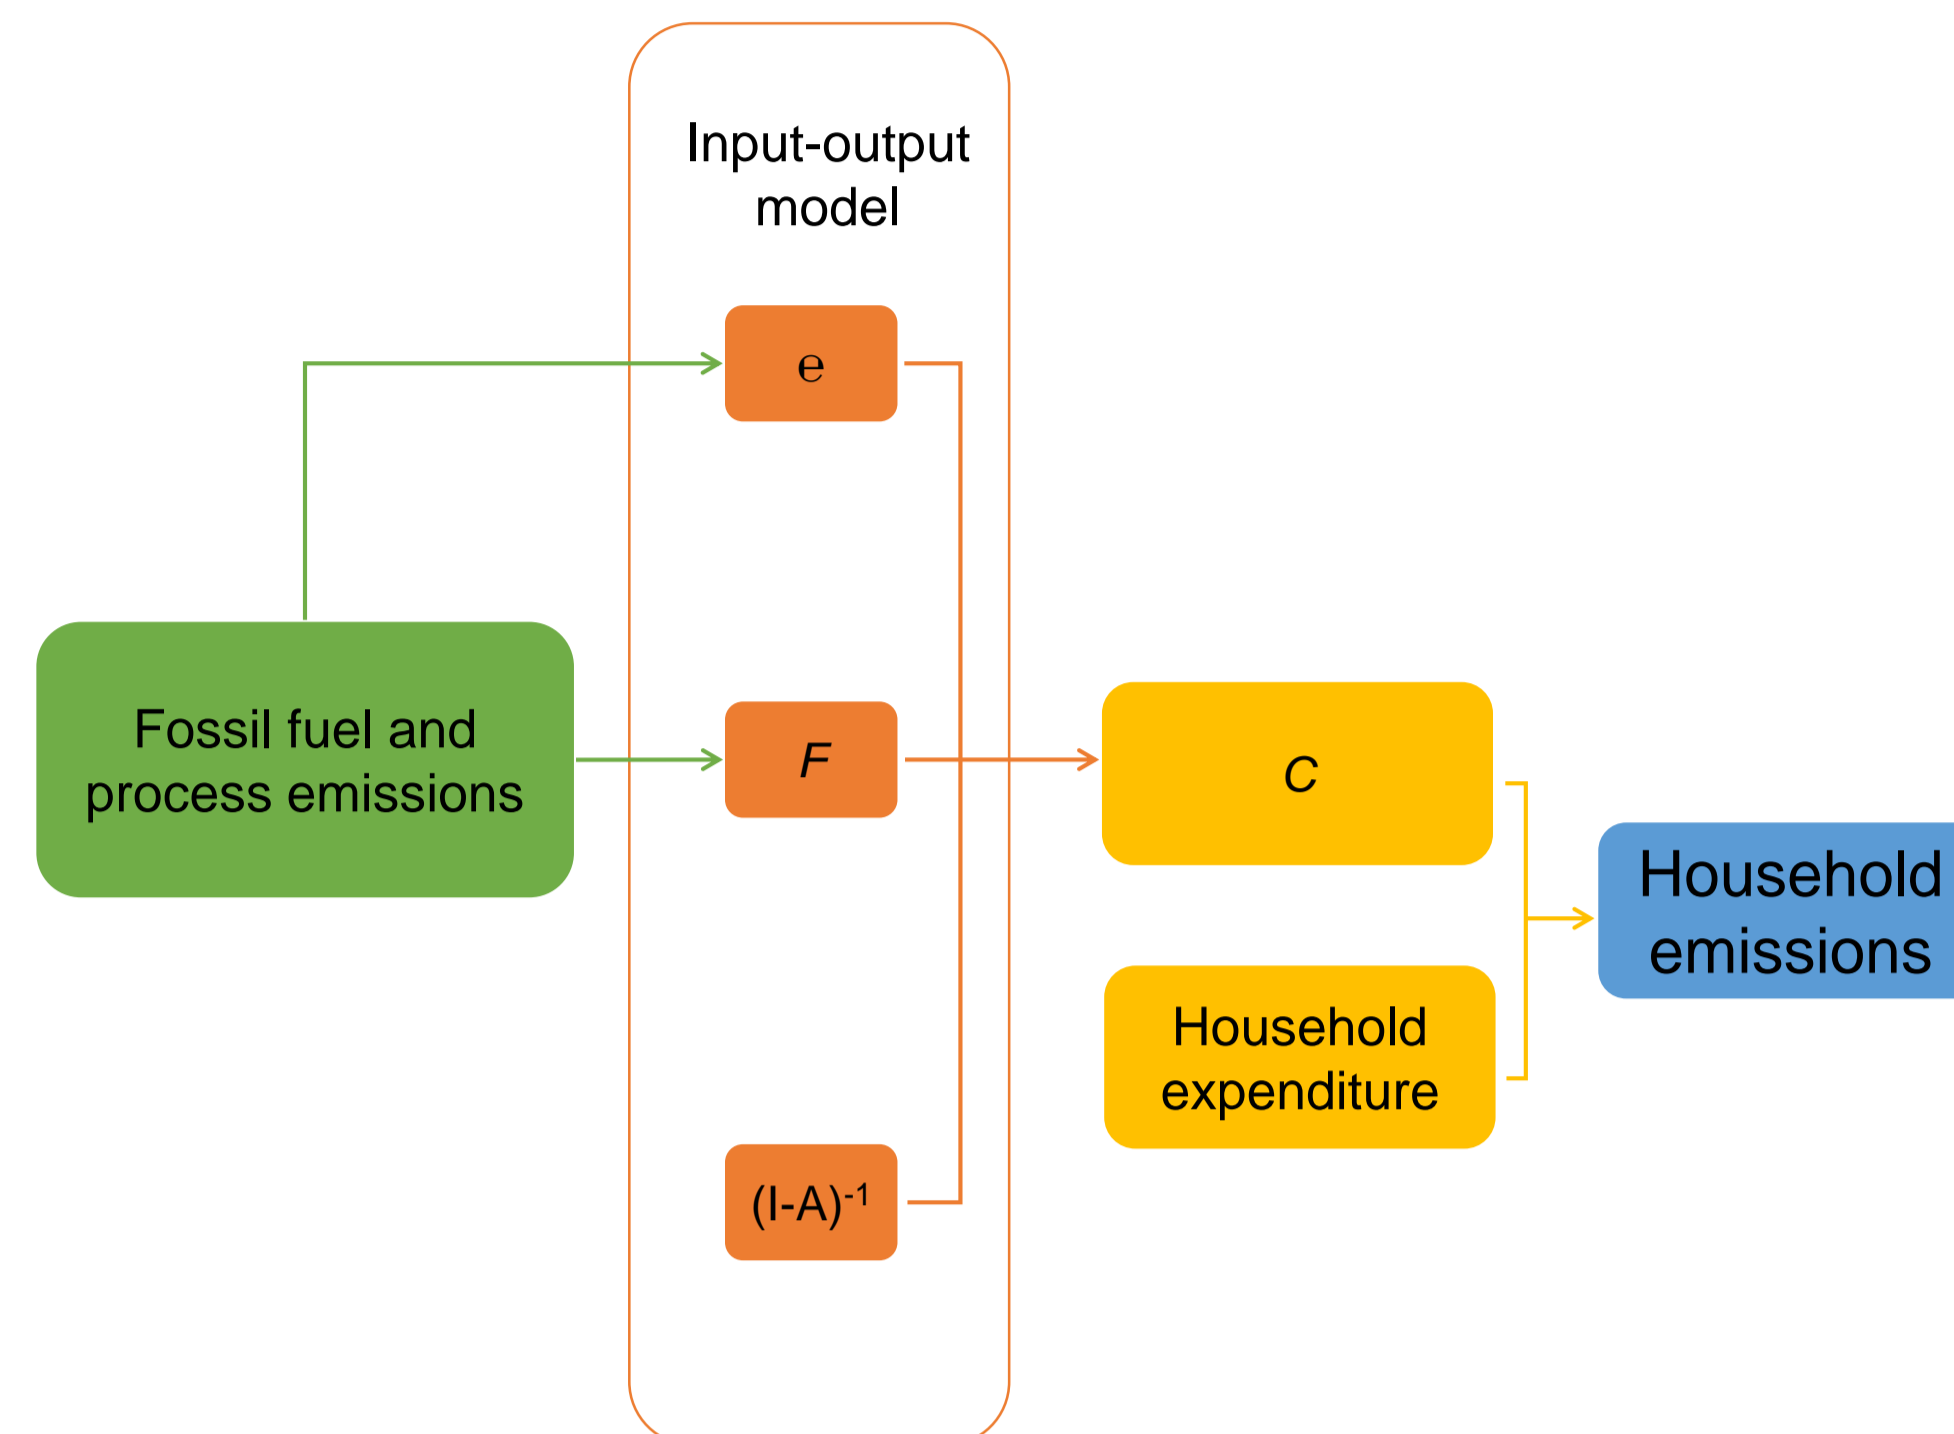 Input-output
model
e
Fossil fuel and
process emissions
F
C
Household
emissions
Household
expenditure
(I-A)⁻¹